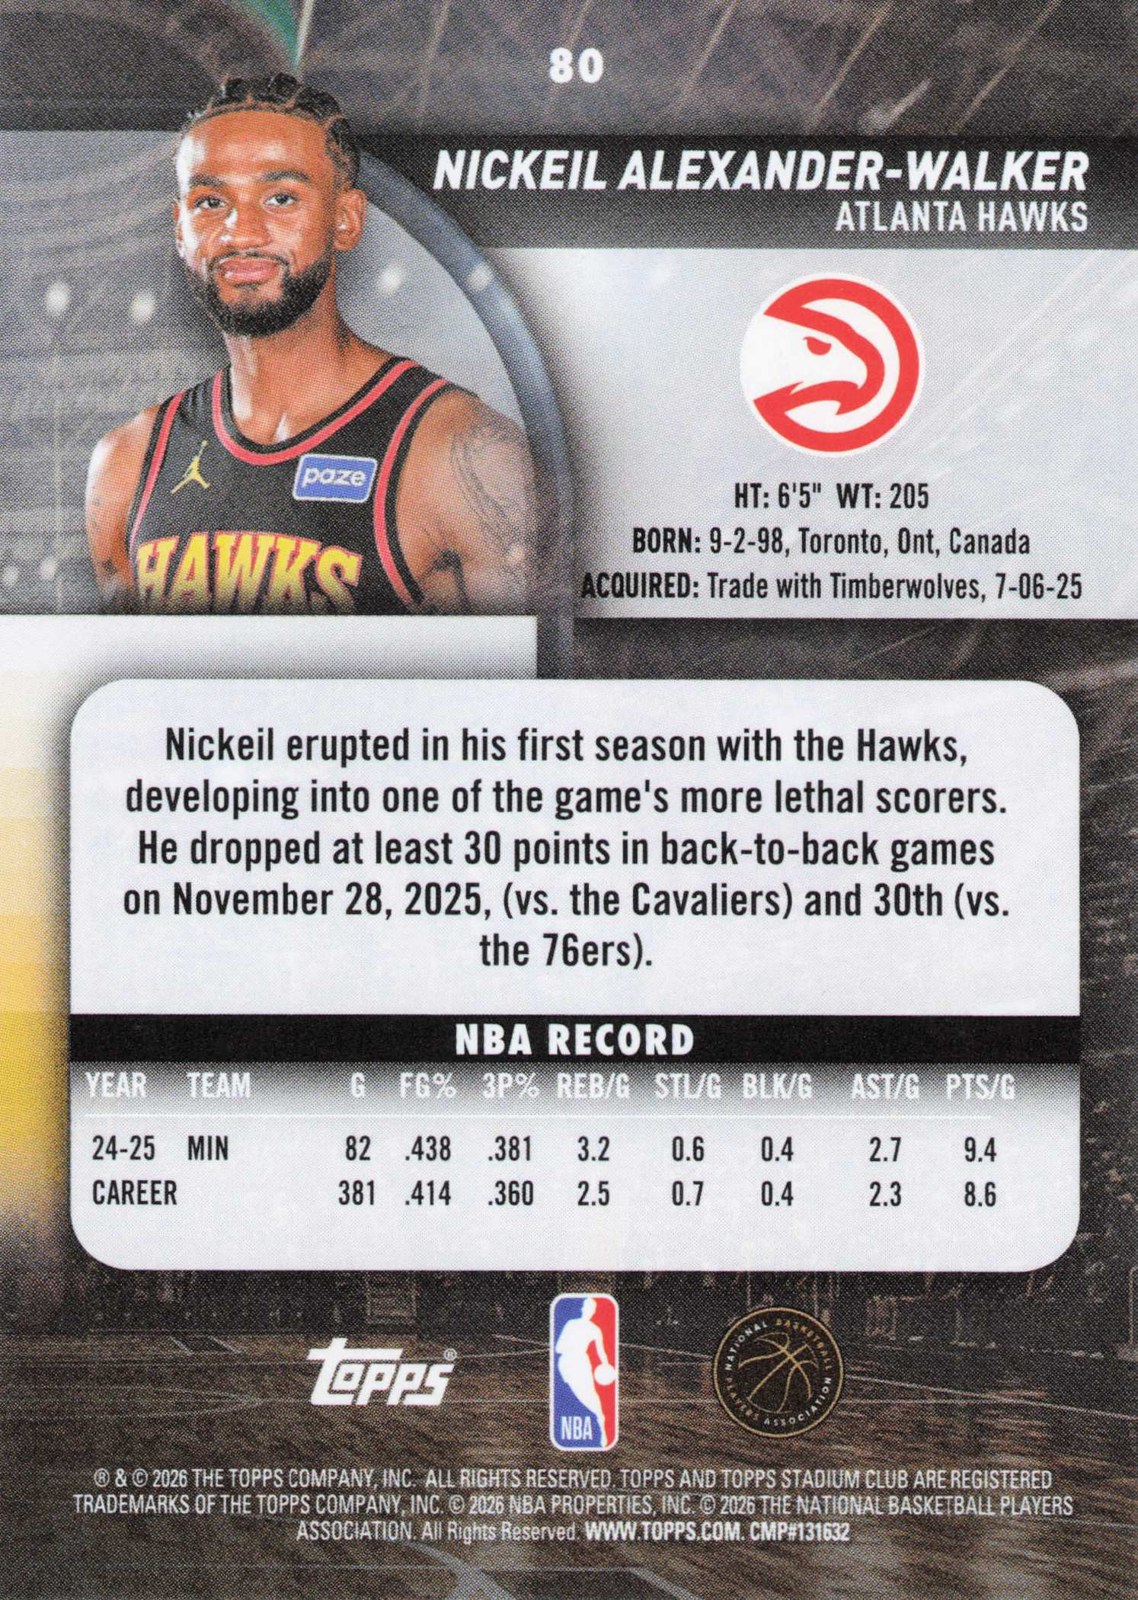 80
NICKEIL ALEXANDER-WALKER
ATLANTA HAWKS
paze
HAWKS
HT: 6'5" WT: 205
BORN: 9-2-98, Toronto, Ont, Canada
ACQUIRED: Trade with Timberwolves, 7-06-25
Nickeil erupted in his first season with the Hawks,
developing into one of the game's more lethal scorers.
He dropped at least 30 points in back-to-back games
on November 28, 2025, (vs. the Cavaliers) and 30th (vs.
the 76ers).
NBA RECORD
YEAR TEAM G FG% 3P% REB/G STL/G BLK/G AST/G PTS/G
24-25 MIN 82 .438 .381 3.2 0.6 0.4 2.7 9.4
CAREER 381 .414 .360 2.5 0.7 0.4 2.3 8.6
topps®
NBA
NATIONAL BASKETBALL PLAYERS ASSOCIATION
® & © 2026 THE TOPPS COMPANY, INC. ALL RIGHTS RESERVED. TOPPS AND TOPPS STADIUM CLUB ARE REGISTERED
TRADEMARKS OF THE TOPPS COMPANY, INC. © 2026 NBA PROPERTIES, INC. © 2026 THE NATIONAL BASKETBALL PLAYERS
ASSOCIATION. All Rights Reserved. WWW.TOPPS.COM. CMP#131632